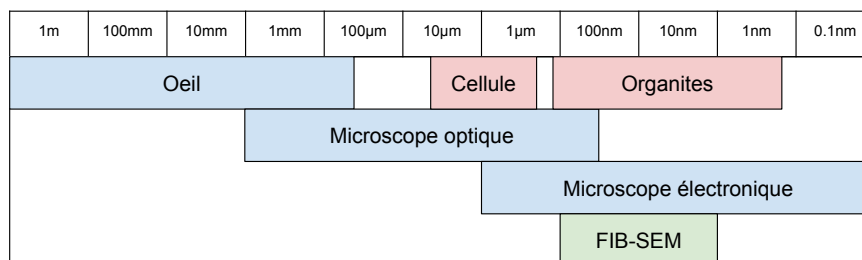 1m 100mm 10mm 1mm 100µm 10µm 1µm 100nm 10nm 1nm 0.1nm
Oeil Cellule Organites
Microscope optique
Microscope électronique
FIB-SEM